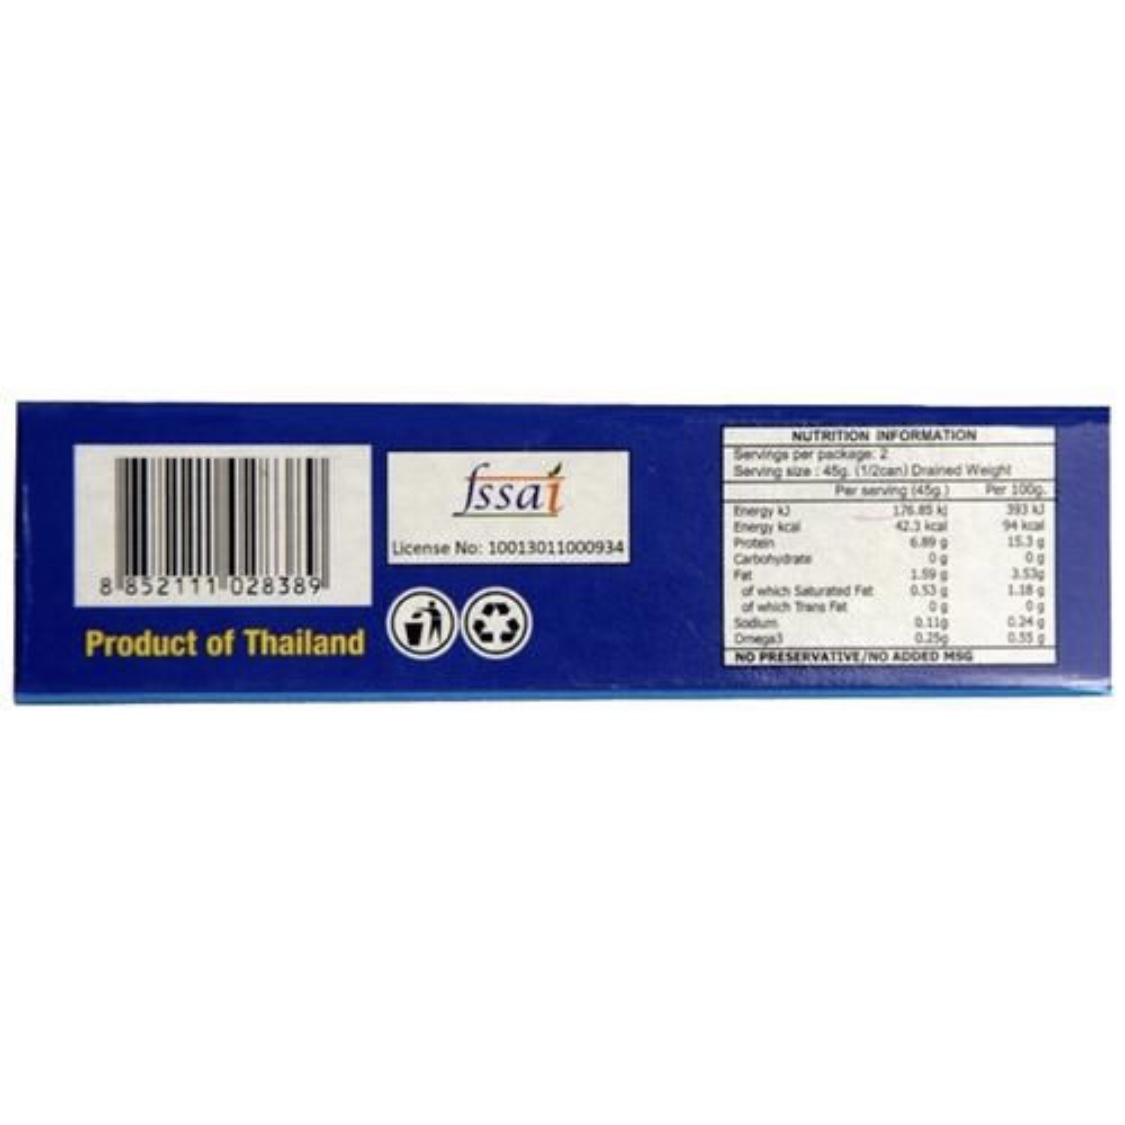 8 852111 028389
Product of Thailand
fssai
License No: 10013011000934
NUTRITION INFORMATION
Servings per package: 2
Serving size : 45g. (1/2can) Drained Weight
Per serving (45g.) Per 100g.
Energy kJ 176.85 kJ 393 kJ
Energy kcal 42.3 kcal 94 kcal
Protein 6.89 g 15.3 g
Carbohydrate 0 g 0 g
Fat 1.59 g 3.53g
of which Saturated Fat 0.53 g 1.18 g
of which Trans Fat 0 g 0 g
Sodium 0.11g 0.24 g
Omega3 0.25g 0.55 g
NO PRESERVATIVE/NO ADDED MSG